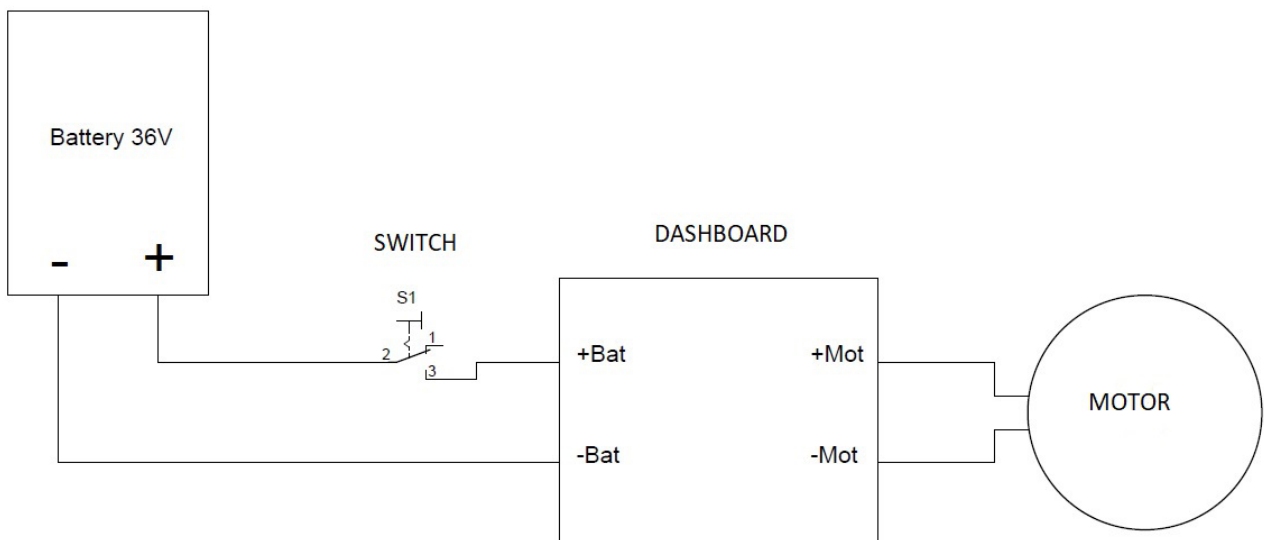 Battery 36V
- +
SWITCH
DASHBOARD
S1
1
2
3
+Bat
+Mot
MOTOR
-Bat
-Mot